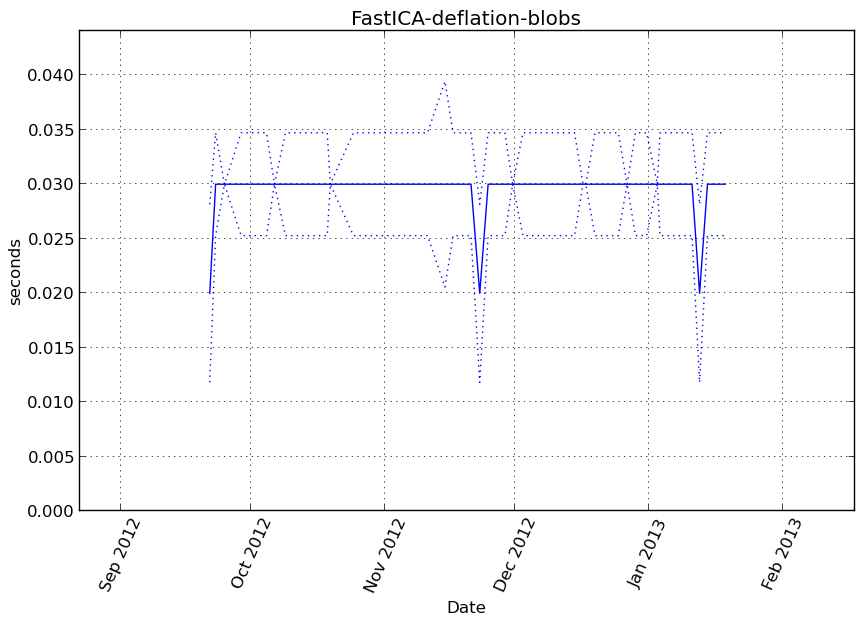 FastICA-deflation-blobs
0.040
0.035
0.030
0.025
0.020
0.015
0.010
0.005
0.000
seconds
Sep 2012
Oct 2012
Nov 2012
Dec 2012
Jan 2013
Feb 2013
Date